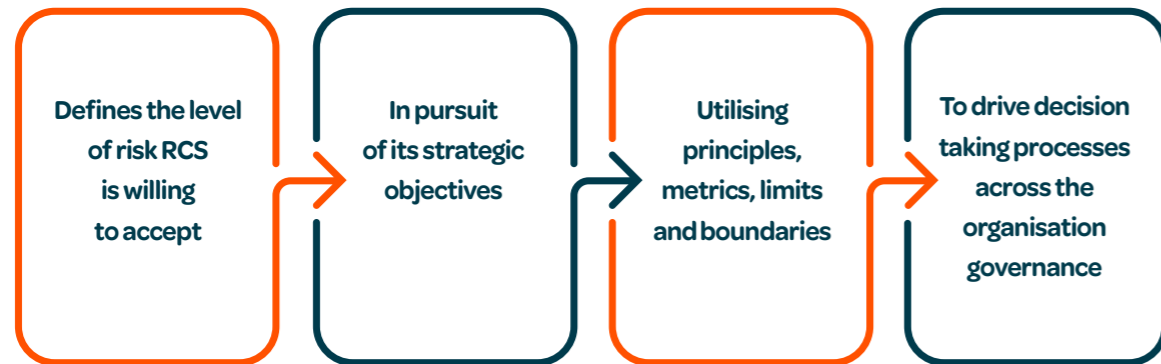 Defines the level
of risk RCS
is willing
to accept
In pursuit
of its strategic
objectives
Utilising
principles,
metrics, limits
and boundaries
To drive decision
taking processes
across the
organisation
governance